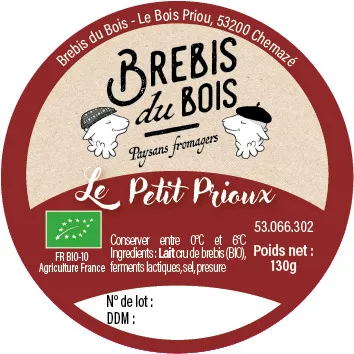 Brebis du Bois - Le Bois Priou, 53200 Chemazé
BREBIS
du BOIS
Paysans fromagers
Le Petit Prioux
53.066.302
FR BIO-10
Agriculture France
Conserver entre 0°C et 6°C
Ingredients : Lait cru de brebis (BIO),
ferments lactiques, sel, presure
Poids net :
130g
N° de lot :
DDM :